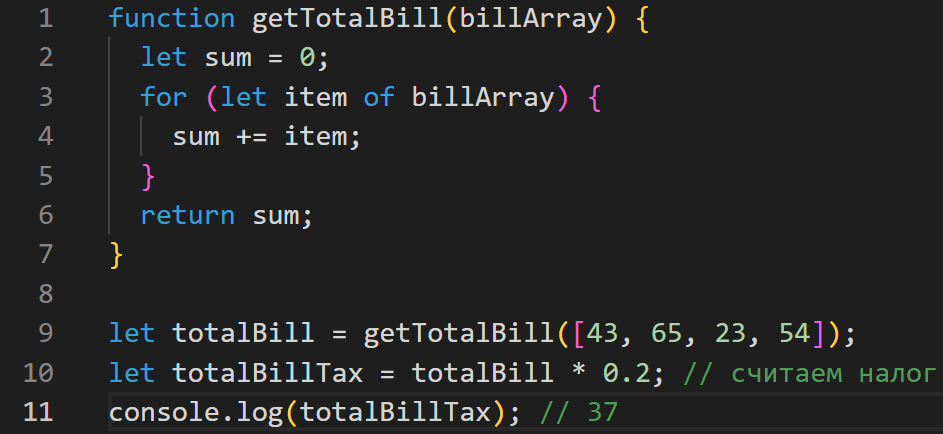 1 function getTotalBill(billArray) {
2   let sum = 0;
3   for (let item of billArray) {
4     sum += item;
5   }
6   return sum;
7 }
8
9 let totalBill = getTotalBill([43, 65, 23, 54]);
10 let totalBillTax = totalBill * 0.2; // считаем налог
11 console.log(totalBillTax); // 37